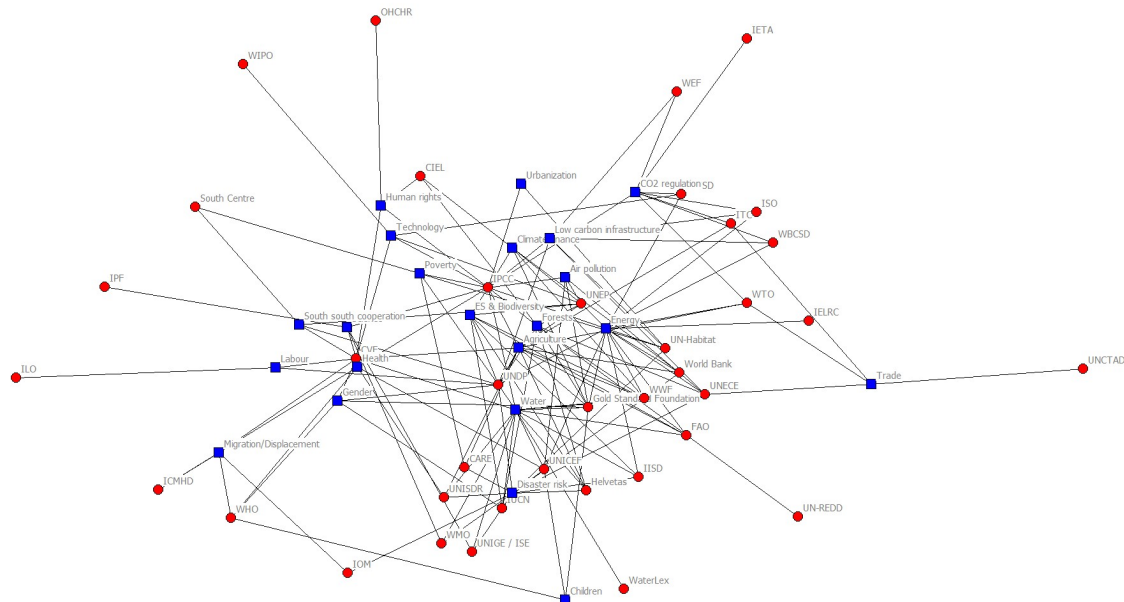 OHCHR
IETA
WIPO
WEF
CIEL
Urbanization
CO2 regulation
SD
Human rights
South Centre
ISO
ITC
Technology
Low carbon infrastructure
WBCSD
Poverty
Air pollution
IPCC
IPF
UNEP
WTO
ES & Biodiversity
Forests
Energy
IELRC
South south cooperation
Agriculture
UN-Habitat
Labour
Health
World Bank
UNCTAD
ILO
UNDP
Trade
WWF
UNECE
Gender
Water
Gold Standard Foundation
FAO
Migration/Displacement
CARE
UNICEF
IISD
ICMHD
UNISDR
Disaster risk
Helvetas
IUCN
WHO
UN-REDD
WMO
UNIGE / ISE
IOM
WaterLex
Children